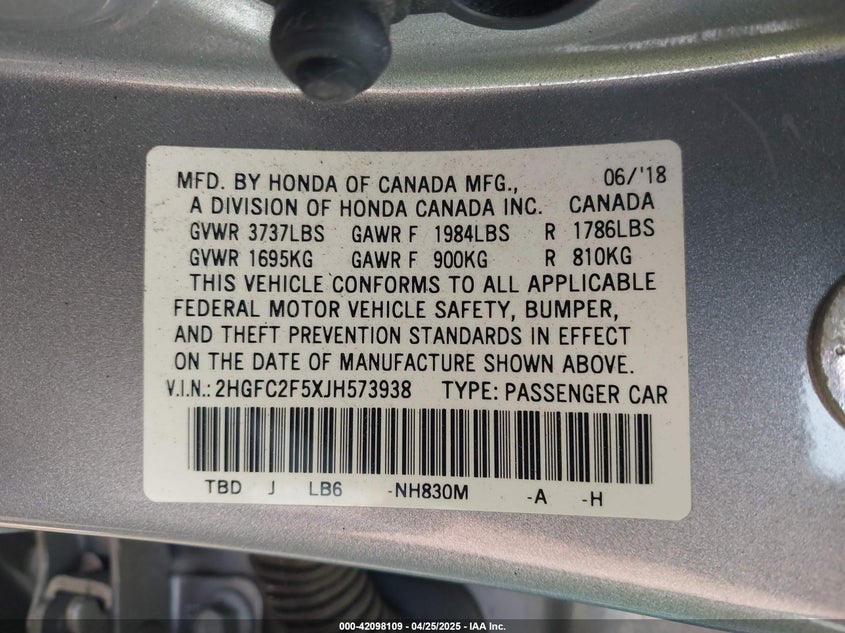 MFD. BY HONDA OF CANADA MFG., 06/'18
A DIVISION OF HONDA CANADA INC. CANADA
GVWR 3737LBS GAWR F 1984LBS R 1786LBS
GVWR 1695KG GAWR F 900KG R 810KG
THIS VEHICLE CONFORMS TO ALL APPLICABLE
FEDERAL MOTOR VEHICLE SAFETY, BUMPER,
AND THEFT PREVENTION STANDARDS IN EFFECT
ON THE DATE OF MANUFACTURE SHOWN ABOVE.
V.I.N.: 2HGFC2F5XJH573938 TYPE: PASSENGER CAR
TBD J LB6 -NH830M -A -H
000-42098109 - 04/25/2025 - IAA Inc.